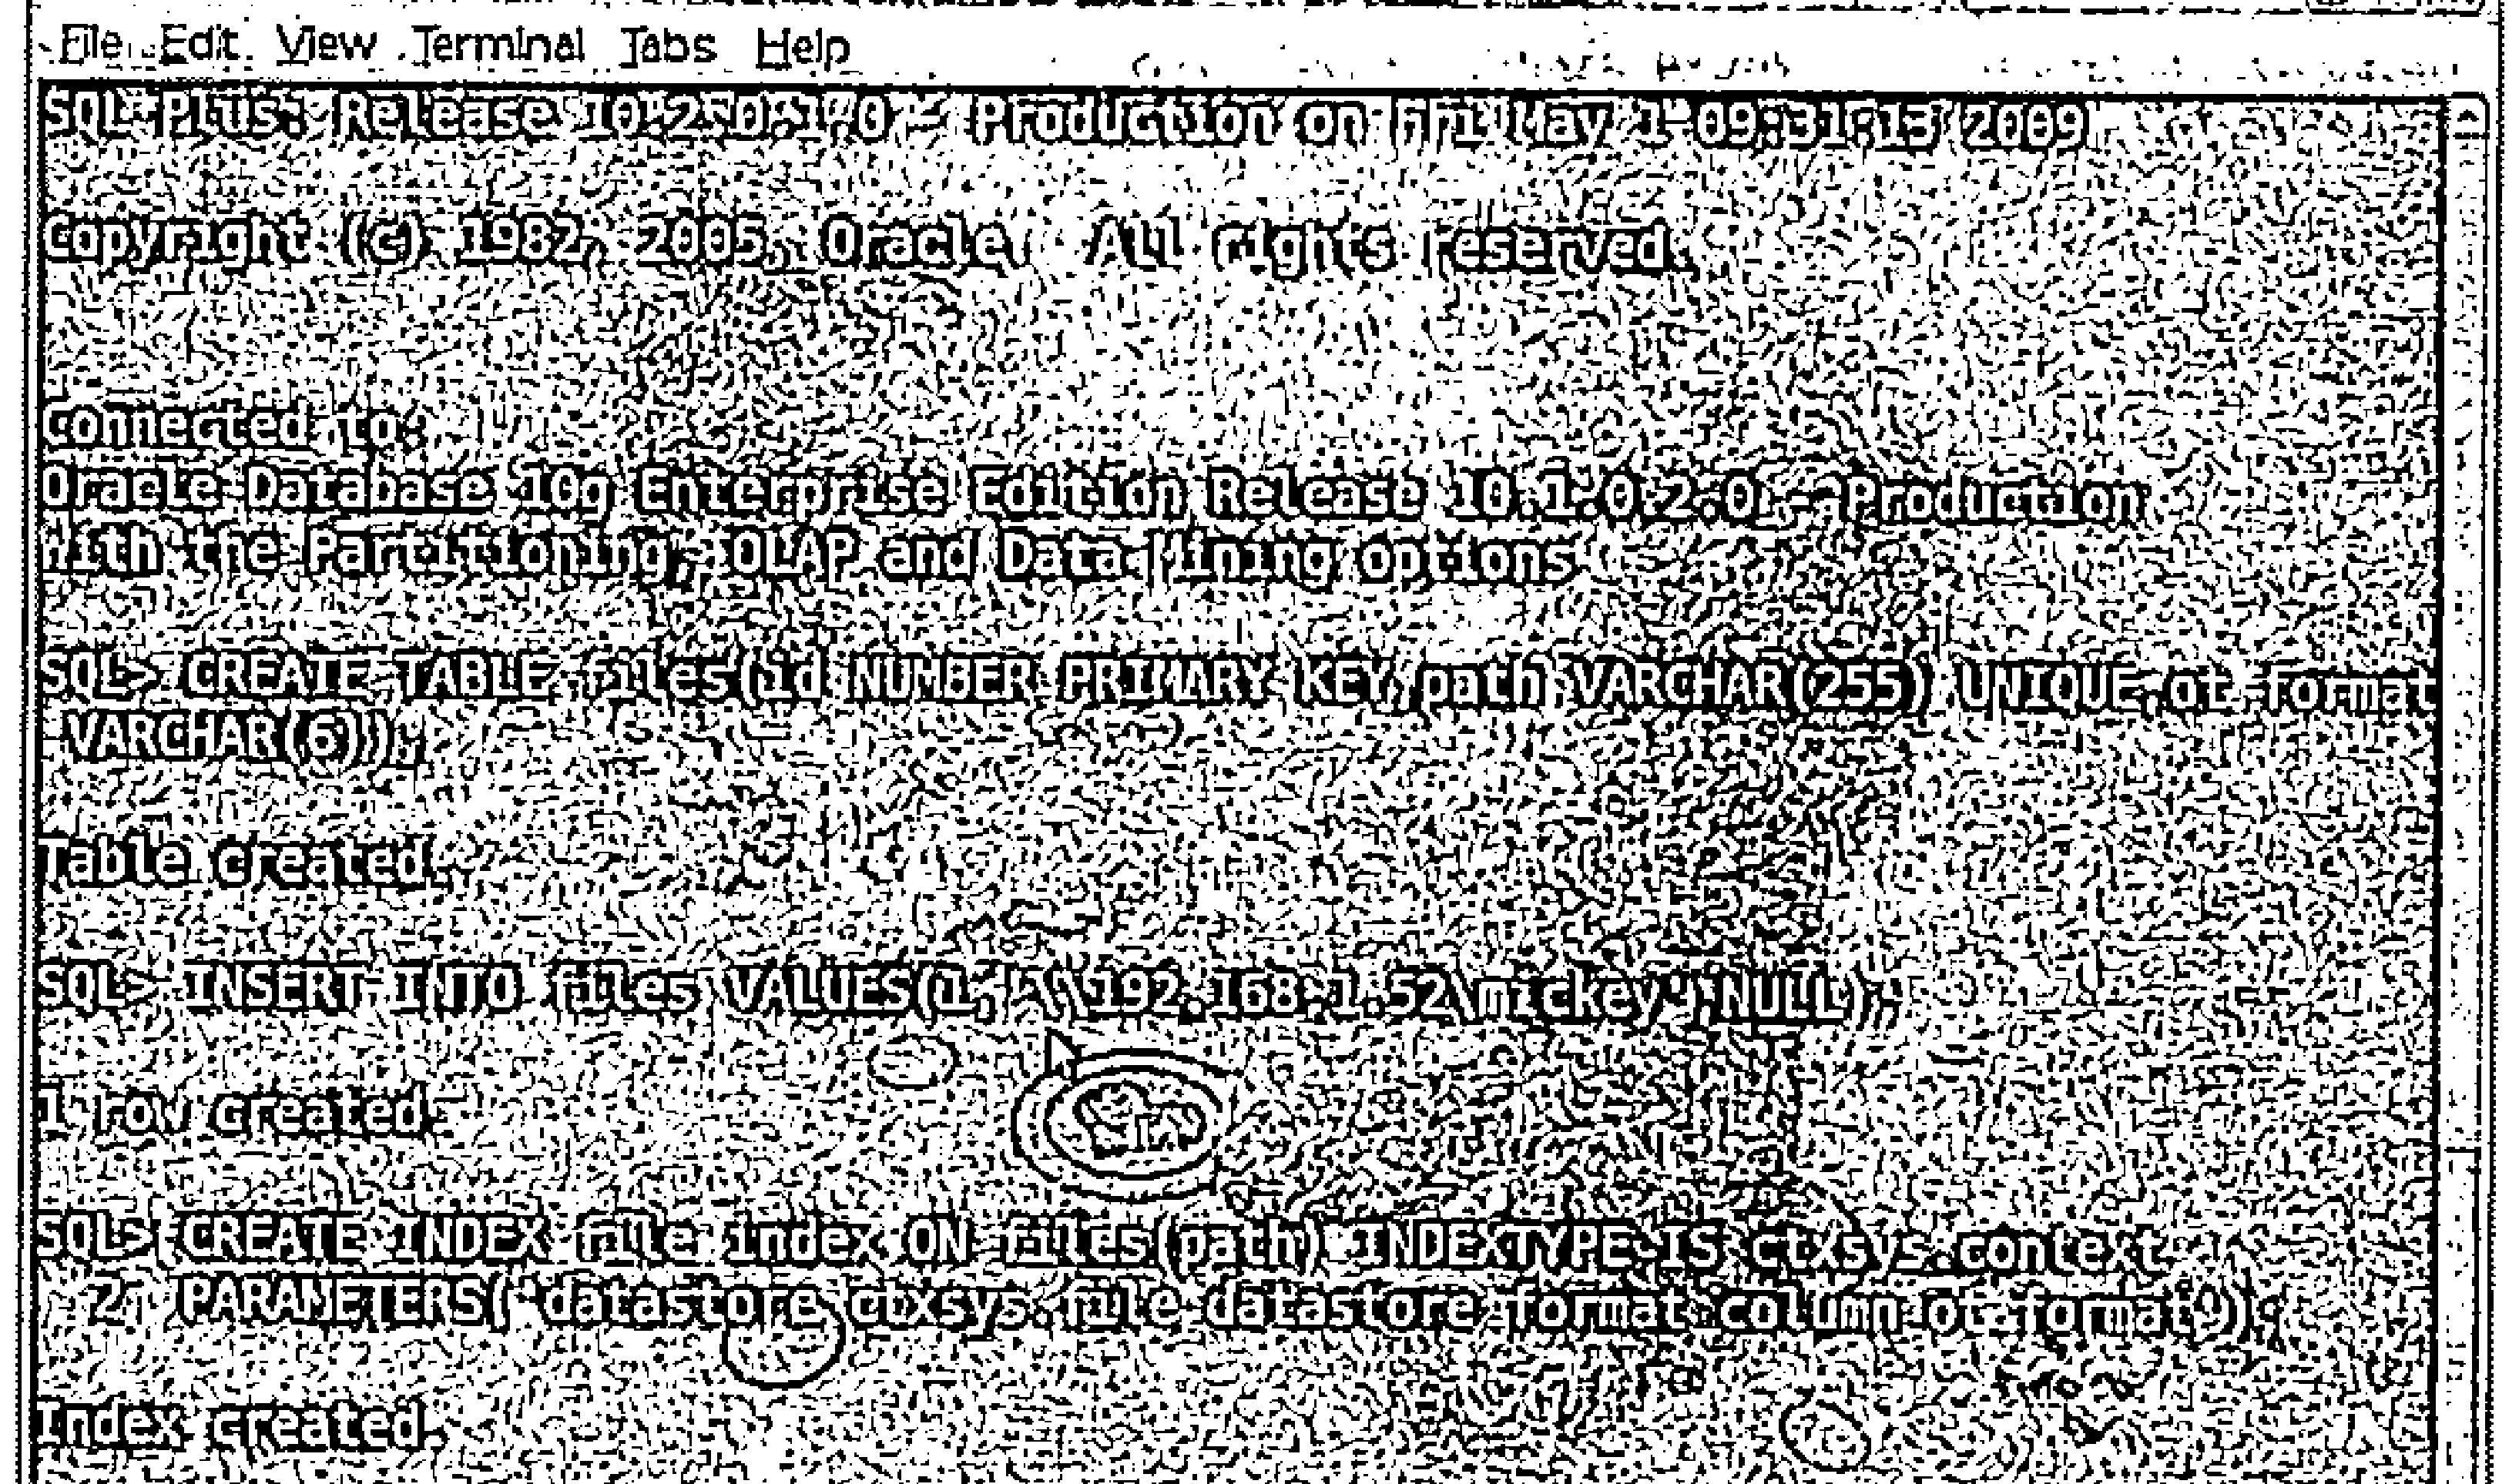 File Edit View Terminal Tabs Help
SQL*Plus: Release 10.2.0.1.0 - Production on Fri May 1 09:31:13 2009
Copyright (c) 1982, 2005, Oracle. All rights reserved.
Connected to:
Oracle Database 10g Enterprise Edition Release 10.1.0.2.0 - Production
With the Partitioning, OLAP and Data Mining options
SQL> CREATE TABLE files(id NUMBER PRIMARY KEY,path VARCHAR(255) UNIQUE,ot_format
VARCHAR(6));
Table created.
SQL> INSERT INTO files VALUES(1,'\\192.168.1.52\mickey',NULL);
1 row created.
SQL> CREATE INDEX file_index ON files(path) INDEXTYPE IS ctxsys.context
2 PARAMETERS('datastore ctxsys.file_datastore format column ot_format');
Index created.